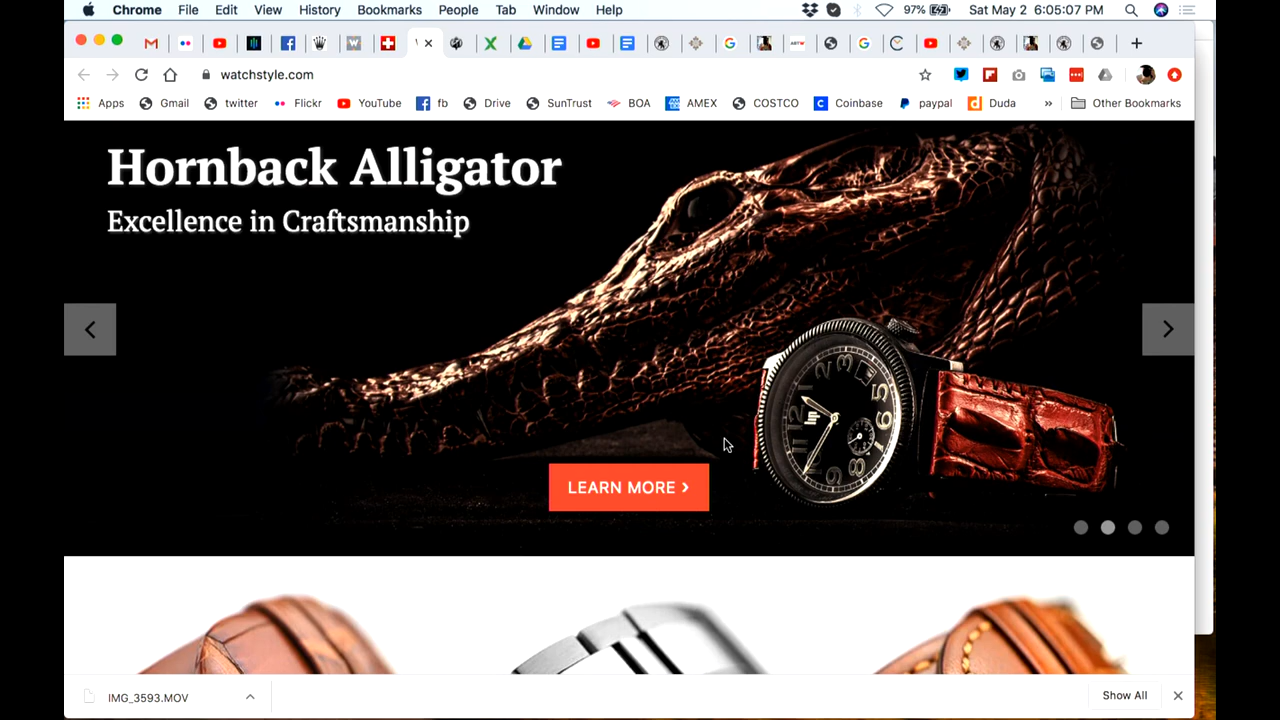 Chrome File Edit View History Bookmarks People Tab Window Help 97% Sat May 2 6:05:07 PM
watchstyle.com
Apps Gmail twitter Flickr YouTube fb Drive SunTrust BOA AMEX COSTCO Coinbase paypal Duda » Other Bookmarks
Hornback Alligator
Excellence in Craftsmanship
LEARN MORE ›
IMG_3593.MOV
Show All